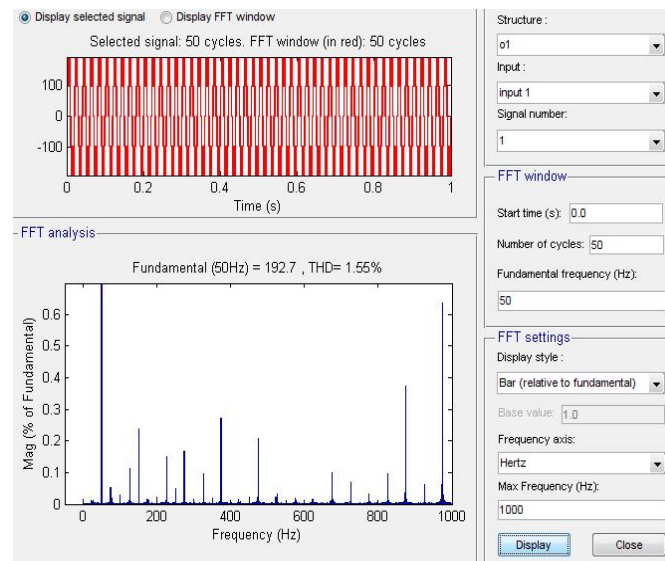 Display selected signal Display FFT window
Selected signal: 50 cycles. FFT window (in red): 50 cycles
100
0
-100
0 0.2 0.4 0.6 0.8 1
Time (s)
FFT analysis
Fundamental (50Hz) = 192.7 , THD= 1.55%
0.6
0.5
0.4
0.3
0.2
0.1
0
Mag (% of Fundamental)
0 200 400 600 800 1000
Frequency (Hz)
Structure :
o1
Input :
input 1
Signal number:
1
FFT window
Start time (s): 0.0
Number of cycles: 50
Fundamental frequency (Hz):
50
FFT settings
Display style :
Bar (relative to fundamental)
Base value: 1.0
Frequency axis:
Hertz
Max Frequency (Hz):
1000
Display Close